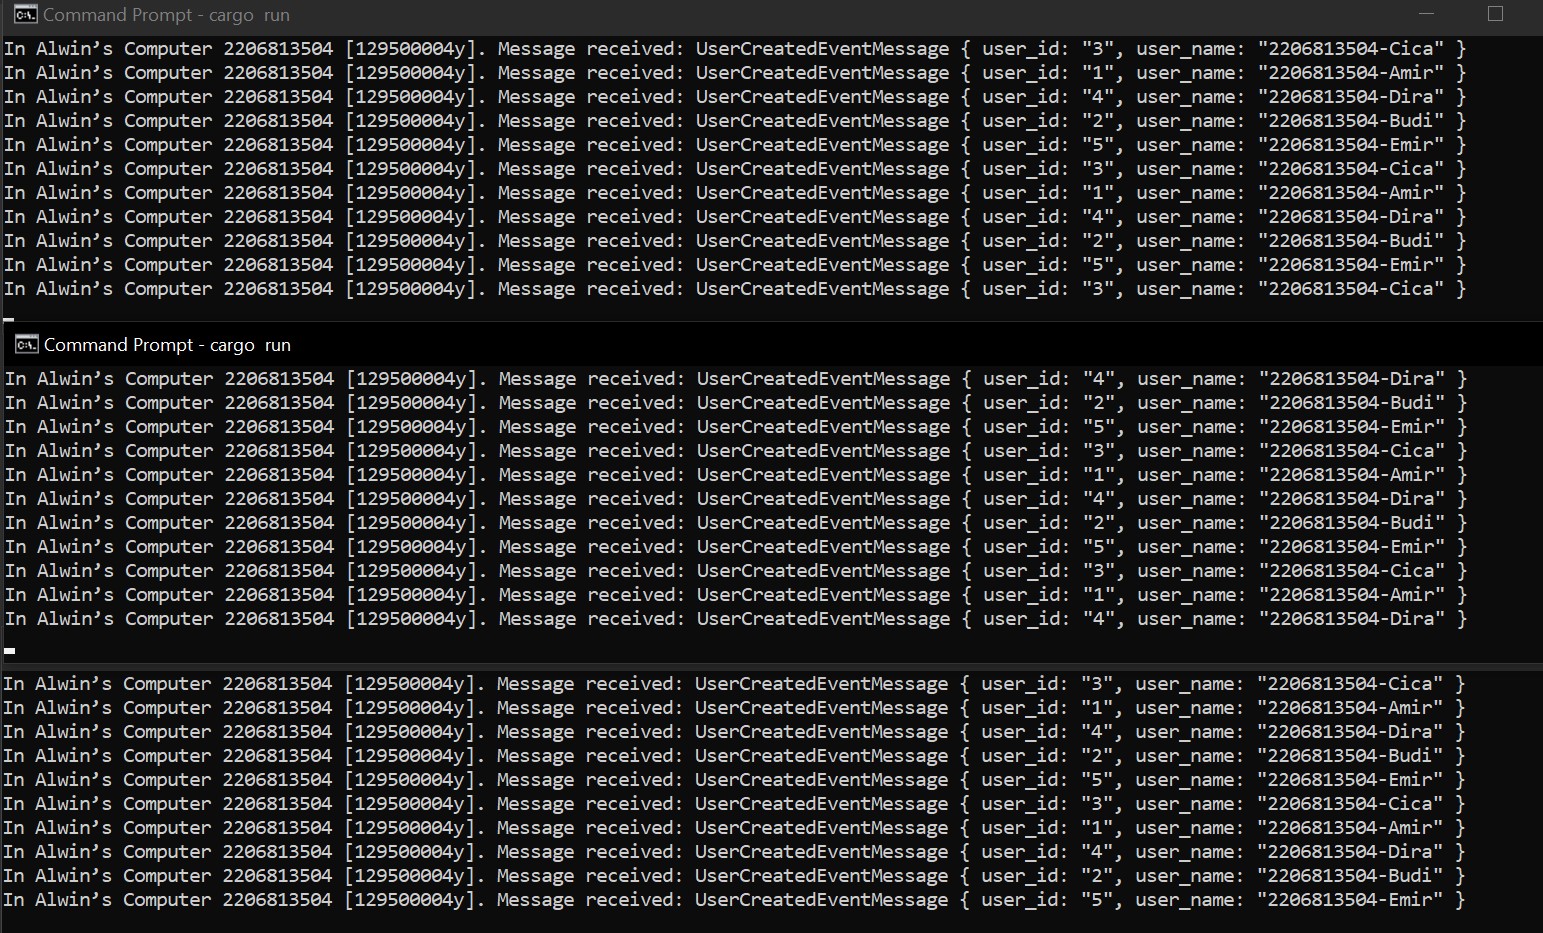 Command Prompt - cargo  run
In Alwin’s Computer 2206813504 [129500004y]. Message received: UserCreatedEventMessage { user_id: "3", user_name: "2206813504-Cica" }
In Alwin’s Computer 2206813504 [129500004y]. Message received: UserCreatedEventMessage { user_id: "1", user_name: "2206813504-Amir" }
In Alwin’s Computer 2206813504 [129500004y]. Message received: UserCreatedEventMessage { user_id: "4", user_name: "2206813504-Dira" }
In Alwin’s Computer 2206813504 [129500004y]. Message received: UserCreatedEventMessage { user_id: "2", user_name: "2206813504-Budi" }
In Alwin’s Computer 2206813504 [129500004y]. Message received: UserCreatedEventMessage { user_id: "5", user_name: "2206813504-Emir" }
In Alwin’s Computer 2206813504 [129500004y]. Message received: UserCreatedEventMessage { user_id: "3", user_name: "2206813504-Cica" }
In Alwin’s Computer 2206813504 [129500004y]. Message received: UserCreatedEventMessage { user_id: "1", user_name: "2206813504-Amir" }
In Alwin’s Computer 2206813504 [129500004y]. Message received: UserCreatedEventMessage { user_id: "4", user_name: "2206813504-Dira" }
In Alwin’s Computer 2206813504 [129500004y]. Message received: UserCreatedEventMessage { user_id: "2", user_name: "2206813504-Budi" }
In Alwin’s Computer 2206813504 [129500004y]. Message received: UserCreatedEventMessage { user_id: "5", user_name: "2206813504-Emir" }
In Alwin’s Computer 2206813504 [129500004y]. Message received: UserCreatedEventMessage { user_id: "3", user_name: "2206813504-Cica" }
Command Prompt - cargo  run
In Alwin’s Computer 2206813504 [129500004y]. Message received: UserCreatedEventMessage { user_id: "4", user_name: "2206813504-Dira" }
In Alwin’s Computer 2206813504 [129500004y]. Message received: UserCreatedEventMessage { user_id: "2", user_name: "2206813504-Budi" }
In Alwin’s Computer 2206813504 [129500004y]. Message received: UserCreatedEventMessage { user_id: "5", user_name: "2206813504-Emir" }
In Alwin’s Computer 2206813504 [129500004y]. Message received: UserCreatedEventMessage { user_id: "3", user_name: "2206813504-Cica" }
In Alwin’s Computer 2206813504 [129500004y]. Message received: UserCreatedEventMessage { user_id: "1", user_name: "2206813504-Amir" }
In Alwin’s Computer 2206813504 [129500004y]. Message received: UserCreatedEventMessage { user_id: "4", user_name: "2206813504-Dira" }
In Alwin’s Computer 2206813504 [129500004y]. Message received: UserCreatedEventMessage { user_id: "2", user_name: "2206813504-Budi" }
In Alwin’s Computer 2206813504 [129500004y]. Message received: UserCreatedEventMessage { user_id: "5", user_name: "2206813504-Emir" }
In Alwin’s Computer 2206813504 [129500004y]. Message received: UserCreatedEventMessage { user_id: "3", user_name: "2206813504-Cica" }
In Alwin’s Computer 2206813504 [129500004y]. Message received: UserCreatedEventMessage { user_id: "1", user_name: "2206813504-Amir" }
In Alwin’s Computer 2206813504 [129500004y]. Message received: UserCreatedEventMessage { user_id: "4", user_name: "2206813504-Dira" }
In Alwin’s Computer 2206813504 [129500004y]. Message received: UserCreatedEventMessage { user_id: "3", user_name: "2206813504-Cica" }
In Alwin’s Computer 2206813504 [129500004y]. Message received: UserCreatedEventMessage { user_id: "1", user_name: "2206813504-Amir" }
In Alwin’s Computer 2206813504 [129500004y]. Message received: UserCreatedEventMessage { user_id: "4", user_name: "2206813504-Dira" }
In Alwin’s Computer 2206813504 [129500004y]. Message received: UserCreatedEventMessage { user_id: "2", user_name: "2206813504-Budi" }
In Alwin’s Computer 2206813504 [129500004y]. Message received: UserCreatedEventMessage { user_id: "5", user_name: "2206813504-Emir" }
In Alwin’s Computer 2206813504 [129500004y]. Message received: UserCreatedEventMessage { user_id: "3", user_name: "2206813504-Cica" }
In Alwin’s Computer 2206813504 [129500004y]. Message received: UserCreatedEventMessage { user_id: "1", user_name: "2206813504-Amir" }
In Alwin’s Computer 2206813504 [129500004y]. Message received: UserCreatedEventMessage { user_id: "4", user_name: "2206813504-Dira" }
In Alwin’s Computer 2206813504 [129500004y]. Message received: UserCreatedEventMessage { user_id: "2", user_name: "2206813504-Budi" }
In Alwin’s Computer 2206813504 [129500004y]. Message received: UserCreatedEventMessage { user_id: "5", user_name: "2206813504-Emir" }